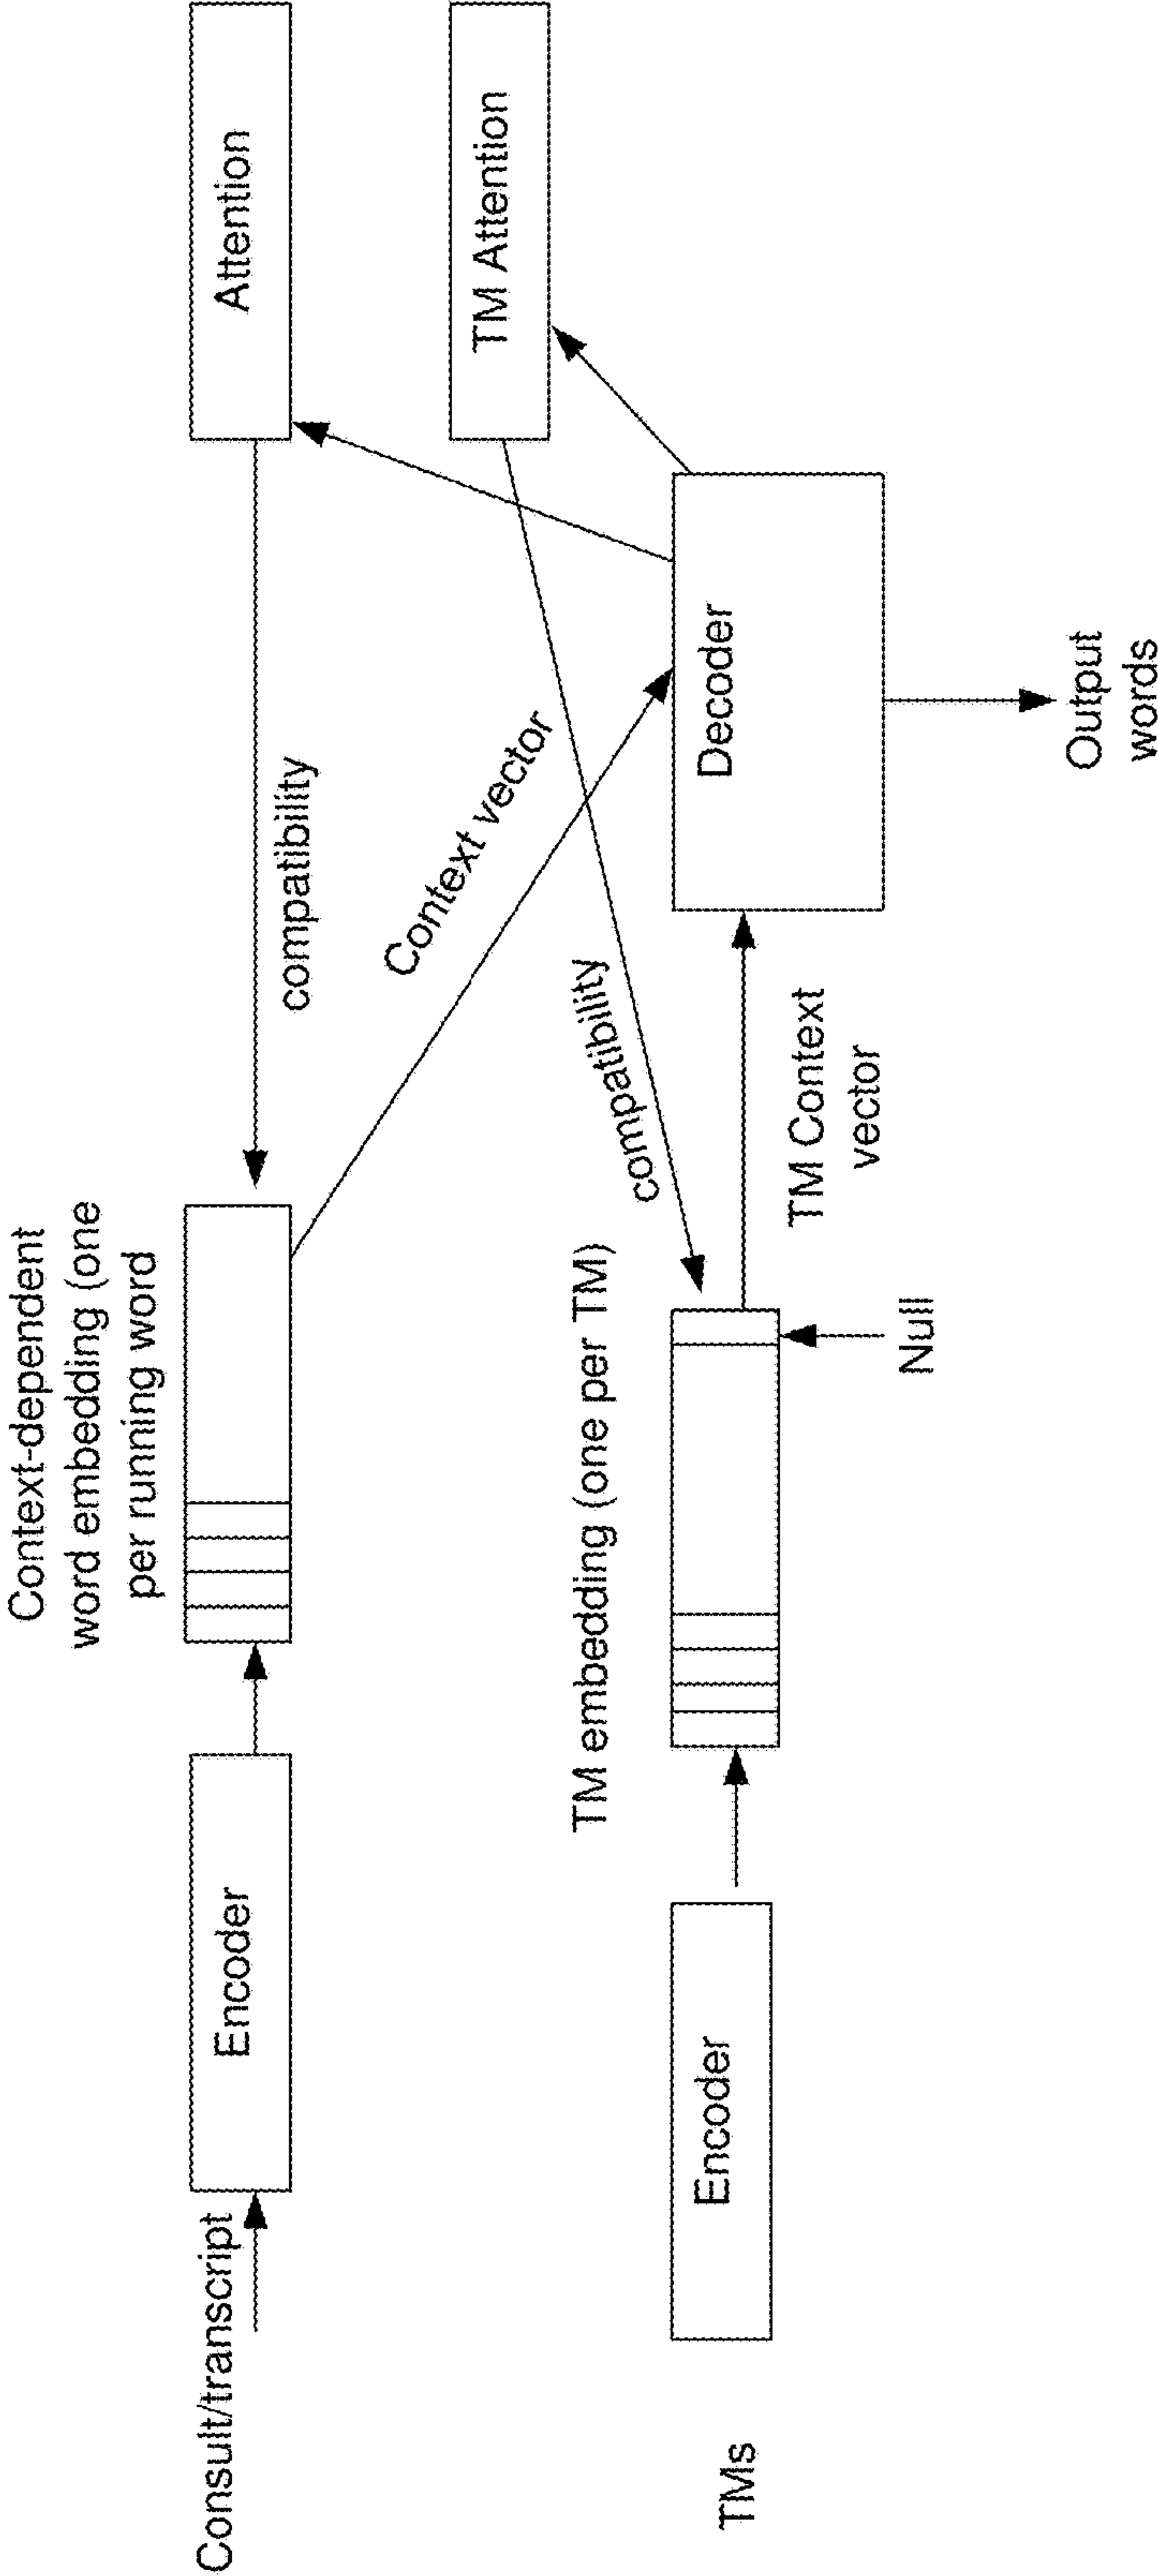 Consult/transcript
Encoder
Context-dependent
word embedding (one
per running word
compatibility
Attention
Context vector
TM Attention
compatibility
TMs
Encoder
TM embedding (one per TM)
Null
TM Context
vector
Decoder
Output
words